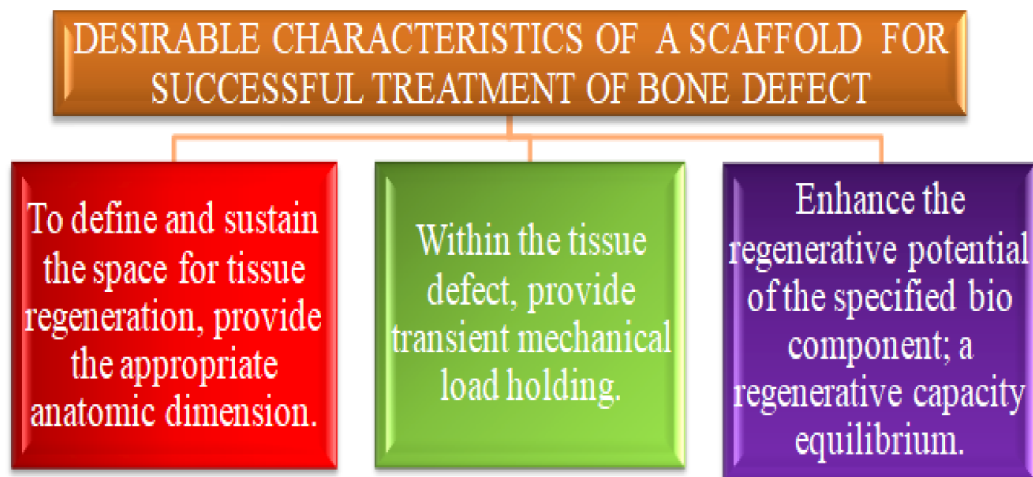 DESIRABLE CHARACTERISTICS OF A SCAFFOLD FOR
SUCCESSFUL TREATMENT OF BONE DEFECT
To define and sustain
the space for tissue
regeneration, provide
the appropriate
anatomic dimension.
Within the tissue
defect, provide
transient mechanical
load holding.
Enhance the
regenerative potential
of the specified bio
component; a
regenerative capacity
equilibrium.